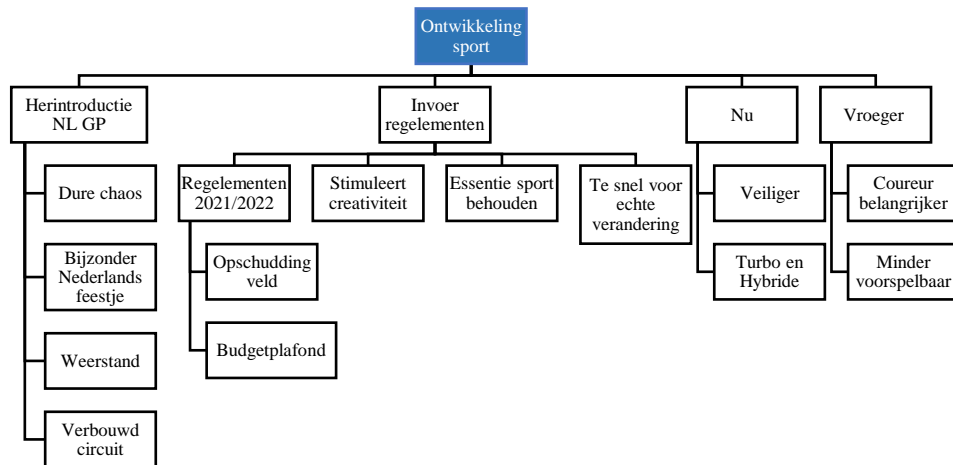 Ontwikkeling
sport
Herintroductie
NL GP
Invoer
regelementen
Nu
Vroeger
Dure chaos
Bijzonder
Nederlands
feestje
Weerstand
Verbouwd
circuit
Regelementen
2021/2022
Opschudding
veld
Budgetplafond
Stimuleert
creativiteit
Essentie sport
behouden
Te snel voor
echte
verandering
Veiliger
Turbo en
Hybride
Coureur
belangrijker
Minder
voorspelbaar